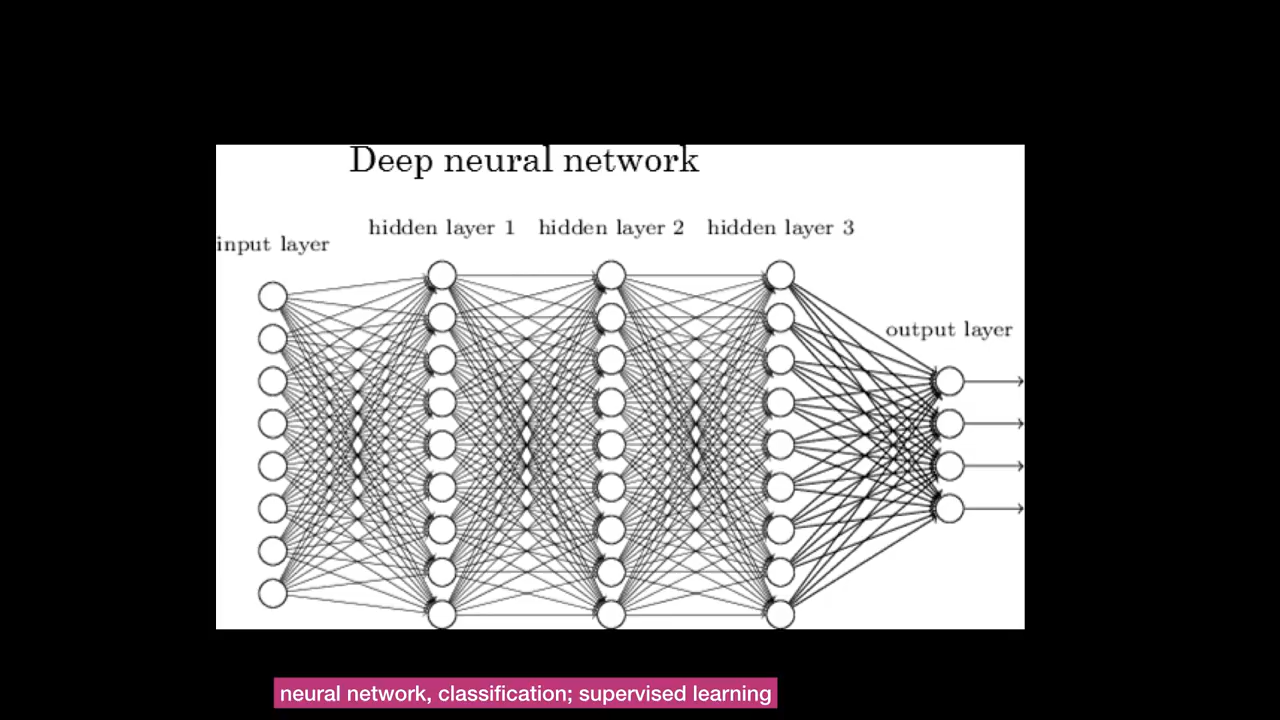 Deep neural network
hidden layer 1 hidden layer 2 hidden layer 3
input layer
output layer
neural network, classification; supervised learning